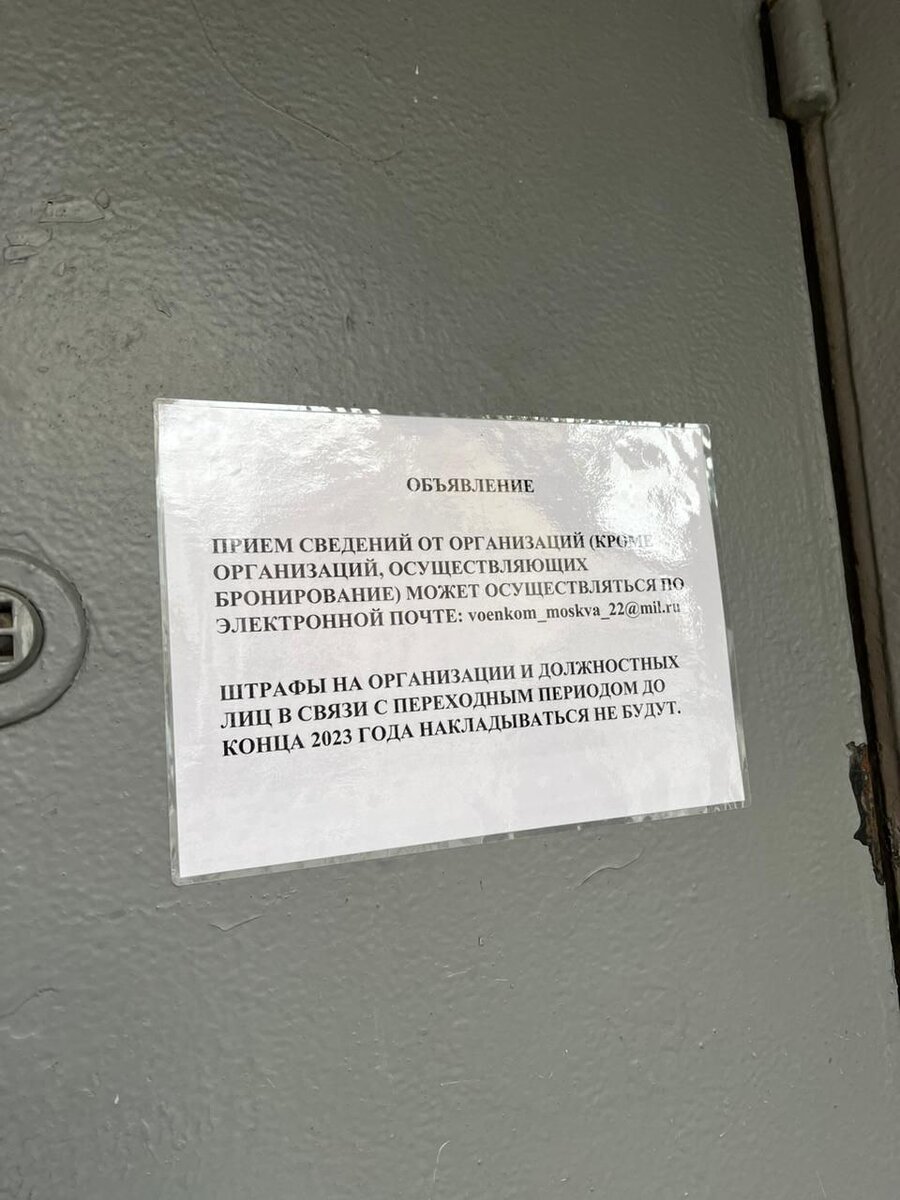 ОБЪЯВЛЕНИЕ
ПРИЕМ СВЕДЕНИЙ ОТ ОРГАНИЗАЦИЙ (КРОМЕ
ОРГАНИЗАЦИЙ, ОСУЩЕСТВЛЯЮЩИХ
БРОНИРОВАНИЕ) МОЖЕТ ОСУЩЕСТВЛЯТЬСЯ ПО
ЭЛЕКТРОННОЙ ПОЧТЕ: voenkom_moskva_22@mil.ru
ШТРАФЫ НА ОРГАНИЗАЦИИ И ДОЛЖНОСТНЫХ
ЛИЦ В СВЯЗИ С ПЕРЕХОДНЫМ ПЕРИОДОМ ДО
КОНЦА 2023 ГОДА НАКЛАДЫВАТЬСЯ НЕ БУДУТ.